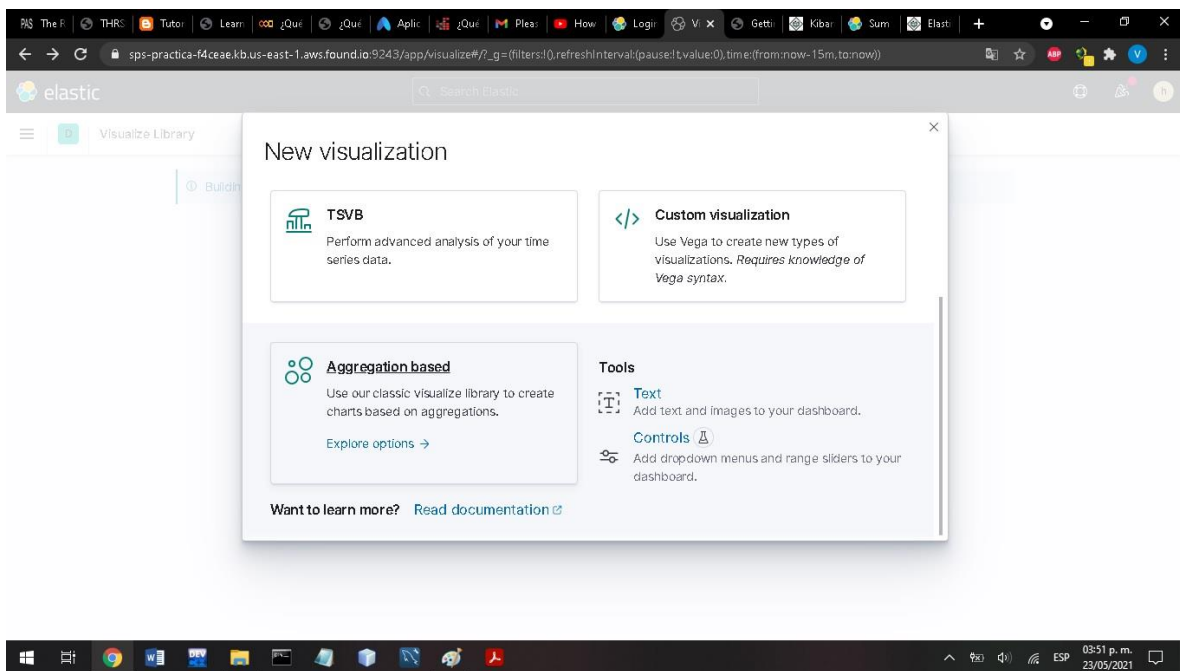 PAS The R
THRS
Tutor
Learn
¿Qué
¿Qué
Aplic
¿Qué
Pleas
How
Login
Vi
Getti
Kibar
Sum
Elasti
sps-practica-f4ceae.kb.us-east-1.aws.found.io:9243/app/visualize#/?_g=(filters:!(),refreshInterval:(pause:!t,value:0),time:(from:now-15m,to:now))
ABP
V
elastic
Search Elastic
h
D
Visualize Library
Buildin
New visualization
TSVB
Perform advanced analysis of your time
series data.
Custom visualization
Use Vega to create new types of
visualizations. Requires knowledge of
Vega syntax.
Aggregation based
Use our classic visualize library to create
charts based on aggregations.
Explore options →
Tools
Text
Add text and images to your dashboard.
Controls
Add dropdown menus and range sliders to your
dashboard.
Want to learn more? Read documentation
ESP
03:51 p. m.
23/05/2021